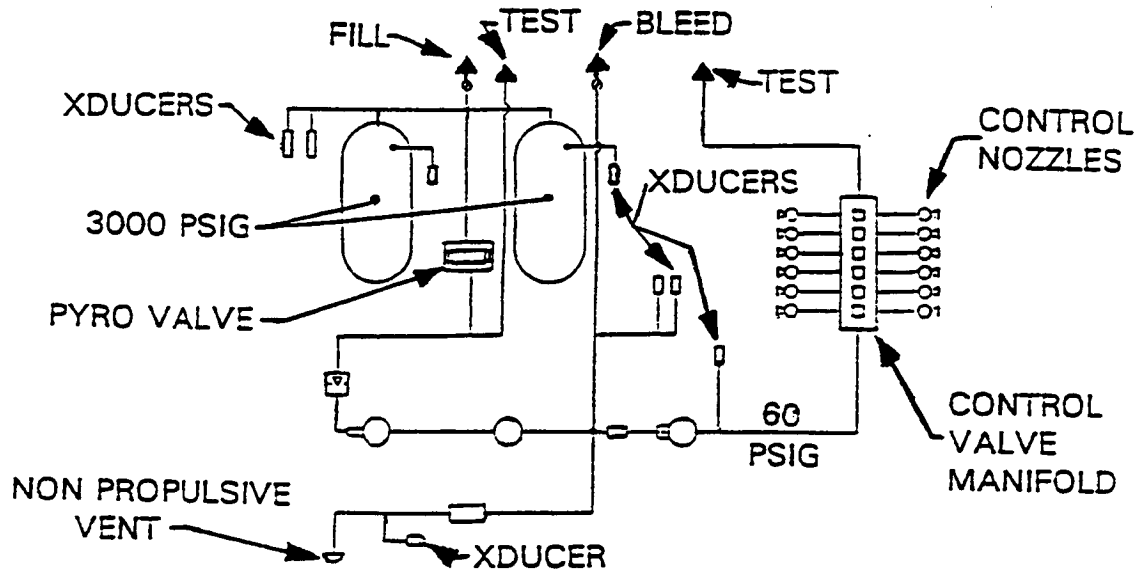 FILL
TEST
BLEED
TEST
XDUCERS
CONTROL
NOZZLES
XDUCERS
3000 PSIG
PYRO VALVE
60
PSIG
CONTROL
VALVE
MANIFOLD
NON PROPULSIVE
VENT
XDUCER